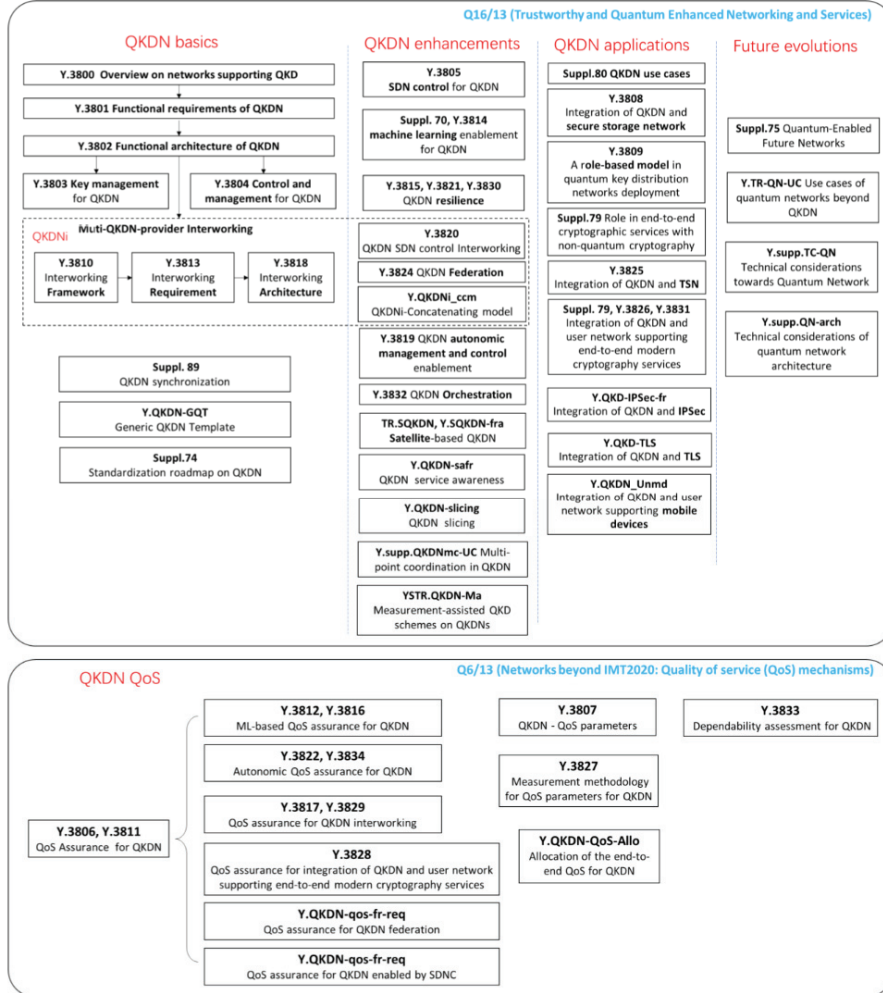 Q16/13 (Trustworthy and Quantum Enhanced Networking and Services)
QKDN basics
Y.3800 Overview on networks supporting QKD
Y.3801 Functional requirements of QKDN
Y.3802 Functional architecture of QKDN
Y.3803 Key management
for QKDN
Y.3804 Control and
management for QKDN
QKDNi
Muti-QKDN-provider Interworking
Y.3810
Interworking
Framework
Y.3813
Interworking
Requirement
Y.3818
Interworking
Architecture
Suppl. 89
QKDN synchronization
Y.QKDN-GQT
Generic QKDN Template
Suppl.74
Standardization roadmap on QKDN
QKDN enhancements
Y.3805
SDN control for QKDN
Suppl. 70, Y.3814
machine learning enablement
for QKDN
Y.3815, Y.3821, Y.3830
QKDN resilience
Y.3820
QKDN SDN control Interworking
Y.3824 QKDN Federation
Y.QKDNi_ccm
QKDNi-Concatenating model
Y.3819 QKDN autonomic
management and control
enablement
Y.3832 QKDN Orchestration
TR.SQKDN, Y.SQKDN-fra
Satellite-based QKDN
Y.QKDN-safr
QKDN service awareness
Y.QKDN-slicing
QKDN slicing
Y.supp.QKDNmc-UC Multi-
point coordination in QKDN
YSTR.QKDN-Ma
Measurement-assisted QKD
schemes on QKDNs
QKDN applications
Suppl.80 QKDN use cases
Y.3808
Integration of QKDN and
secure storage network
Y.3809
A role-based model in
quantum key distribution
networks deployment
Suppl.79 Role in end-to-end
cryptographic services with
non-quantum cryptography
Y.3825
Integration of QKDN and TSN
Suppl. 79, Y.3826, Y.3831
Integration of QKDN and
user network supporting
end-to-end modern
cryptography services
Y.QKD-IPSec-fr
Integration of QKDN and IPSec
Y.QKD-TLS
Integration of QKDN and TLS
Y.QKDN_Unmd
Integration of QKDN and user
network supporting mobile
devices
Future evolutions
Suppl.75 Quantum-Enabled
Future Networks
Y.TR-QN-UC Use cases
of quantum networks beyond
QKDN
Y.supp.TC-QN
Technical considerations
towards Quantum Network
Y.supp.QN-arch
Technical considerations of
quantum network
architecture
Q6/13 (Networks beyond IMT2020: Quality of service (QoS) mechanisms)
QKDN QoS
Y.3806, Y.3811
QoS Assurance for QKDN
Y.3812, Y.3816
ML-based QoS assurance for QKDN
Y.3822, Y.3834
Autonomic QoS assurance for QKDN
Y.3817, Y.3829
QoS assurance for QKDN interworking
Y.3828
QoS assurance for integration of QKDN and user network
supporting end-to-end modern cryptography services
Y.QKDN-qos-fr-req
QoS assurance for QKDN federation
Y.QKDN-qos-fr-req
QoS assurance for QKDN enabled by SDNC
Y.3807
QKDN - QoS parameters
Y.3827
Measurement methodology
for QoS parameters for QKDN
Y.QKDN-QoS-Allo
Allocation of the end-to-
end QoS for QKDN
Y.3833
Dependability assessment for QKDN